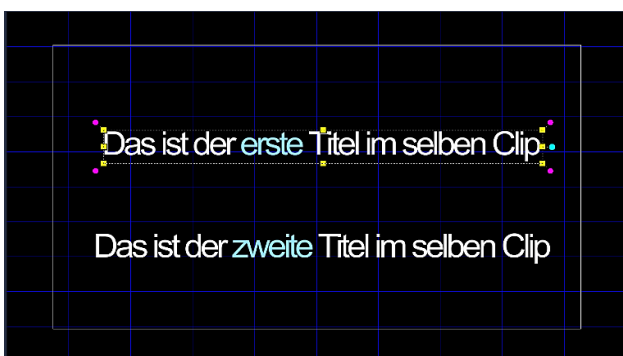 Das ist der erste Titel im selben Clip
Das ist der zweite Titel im selben Clip